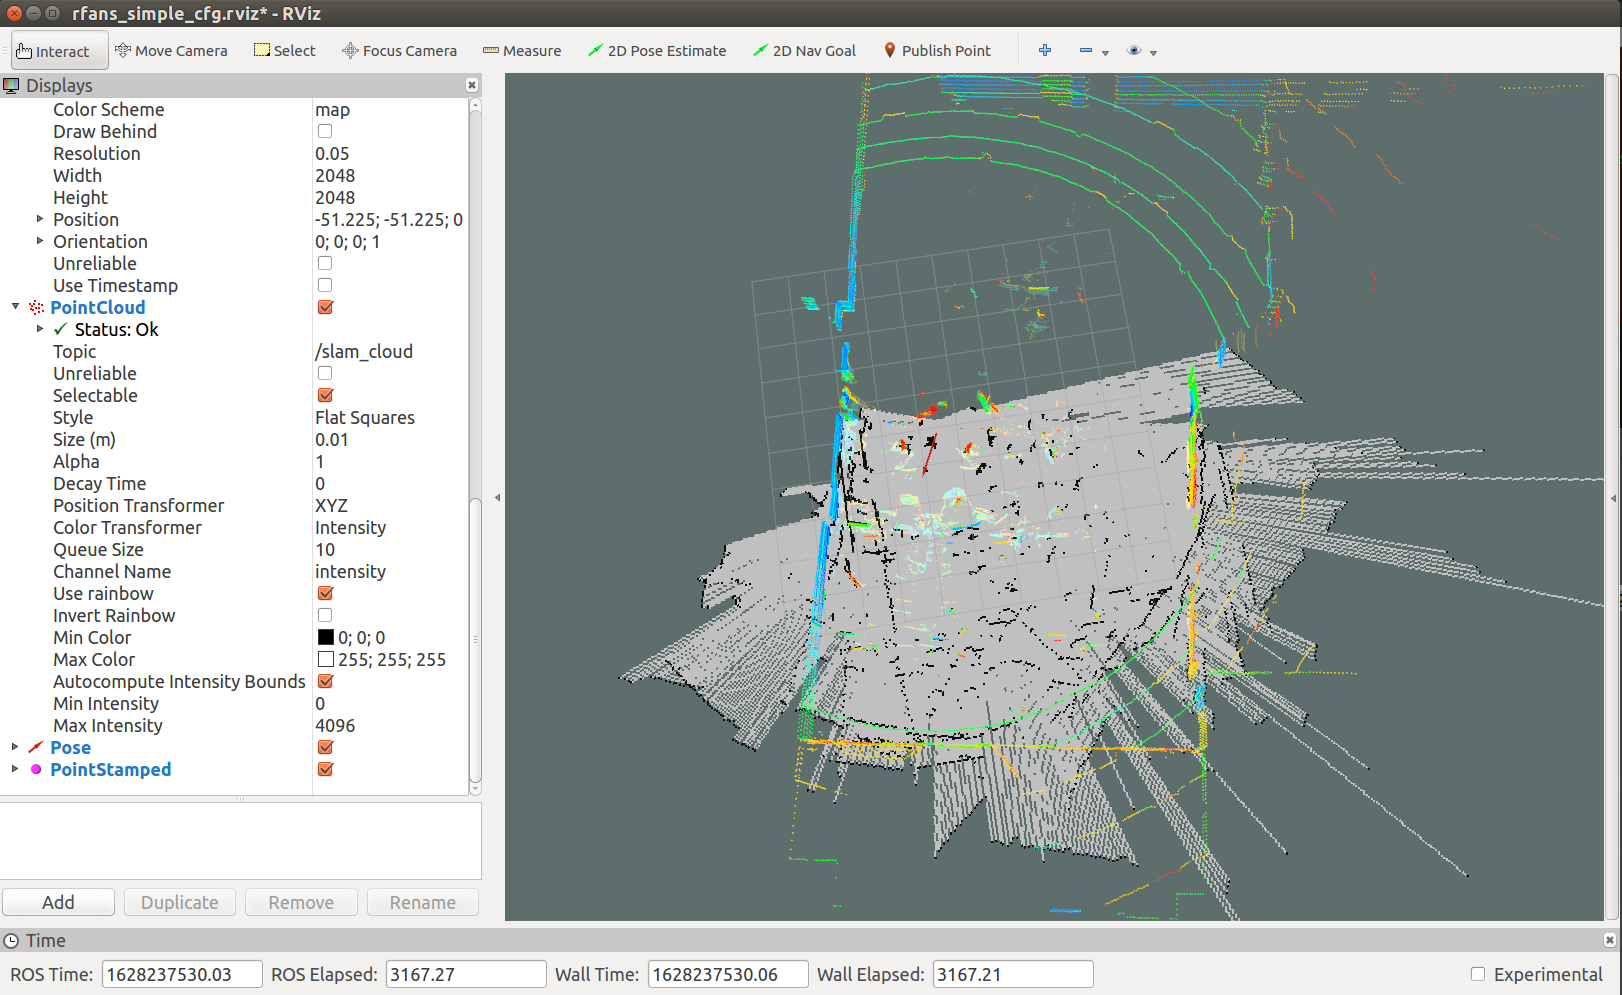 rfans_simple_cfg.rviz* - RViz
Interact Move Camera Select Focus Camera Measure 2D Pose Estimate 2D Nav Goal Publish Point
Displays
Color Scheme map
Draw Behind
Resolution 0.05
Width 2048
Height 2048
Position -51.225; -51.225; 0
Orientation 0; 0; 0; 1
Unreliable
Use Timestamp
PointCloud
Status: Ok
Topic /slam_cloud
Unreliable
Selectable
Style Flat Squares
Size (m) 0.01
Alpha 1
Decay Time 0
Position Transformer XYZ
Color Transformer Intensity
Queue Size 10
Channel Name intensity
Use rainbow
Invert Rainbow
Min Color 0; 0; 0
Max Color 255; 255; 255
Autocompute Intensity Bounds
Min Intensity 0
Max Intensity 4096
Pose
PointStamped
Add Duplicate Remove Rename
Time
ROS Time: 1628237530.03 ROS Elapsed: 3167.27 Wall Time: 1628237530.06 Wall Elapsed: 3167.21 Experimental